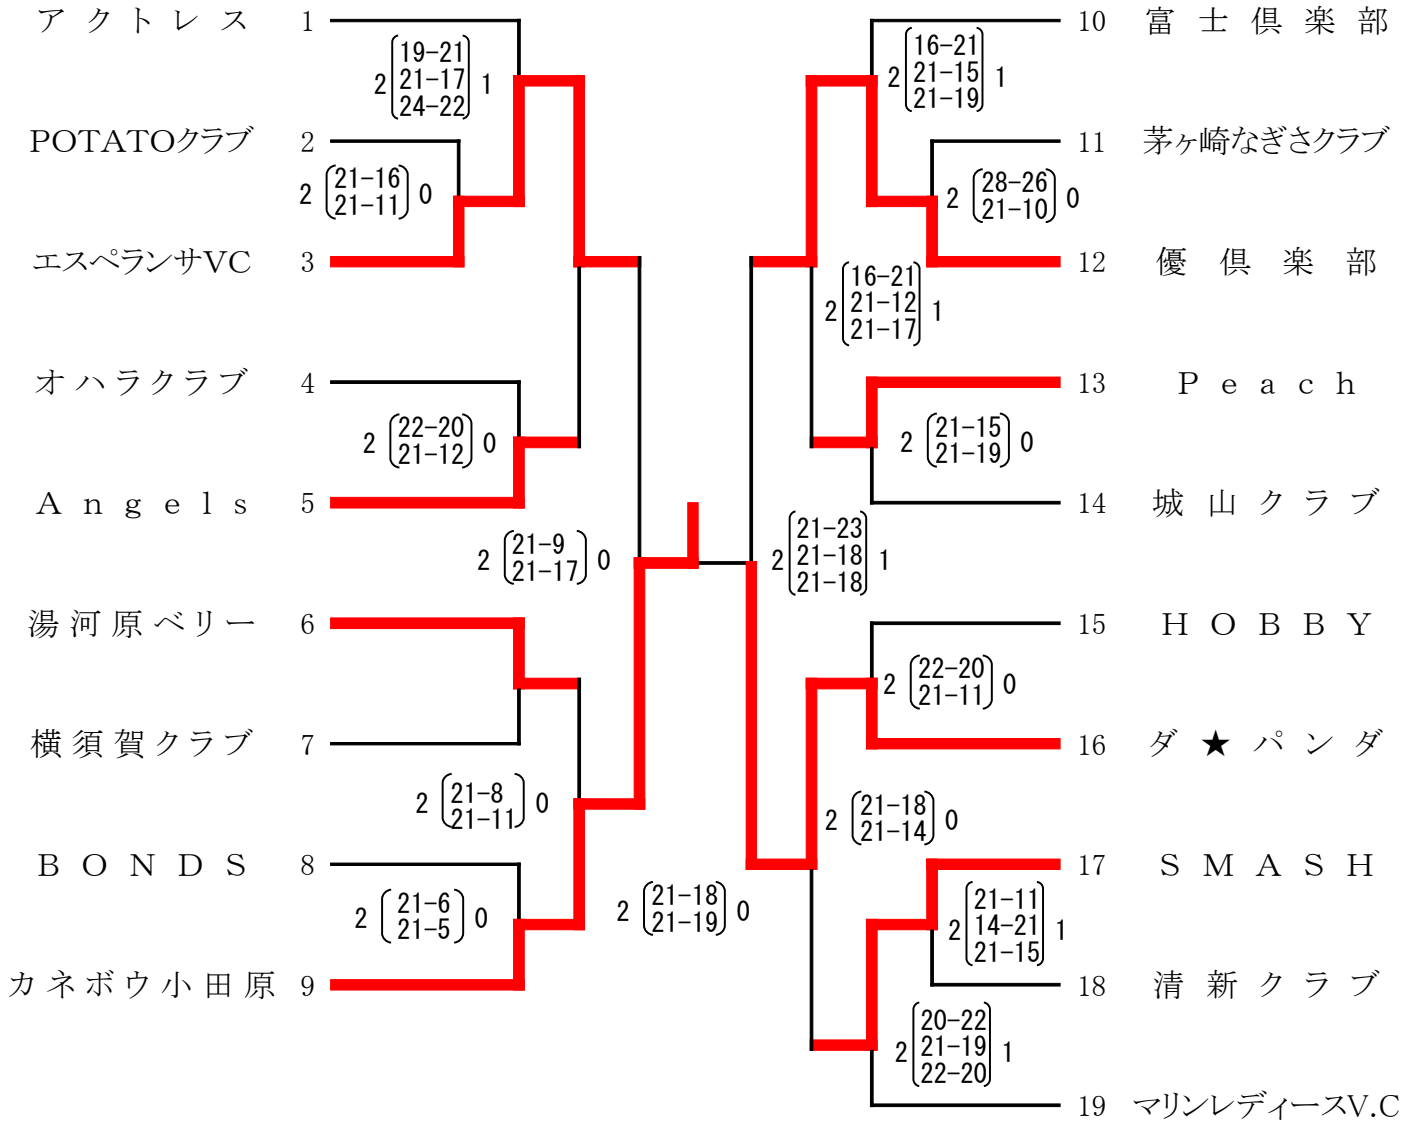 アクトレス 1
2 19-21 1
21-17
24-22
POTATOクラブ 2
2 21-16 0
21-11
エスペランサVC 3
オハラクラブ 4
2 22-20 0
21-12
Angels 5
2 21-9 0
21-17
湯河原ベリー 6
横須賀クラブ 7
2 21-8 0
21-11
BONDS 8
2 21-6 0
21-5
カネボウ小田原 9
2 21-18 0
21-19
10 富士倶楽部
2 16-21 1
21-15
21-19
11 茅ヶ崎なぎさクラブ
2 28-26 0
21-10
12 優倶楽部
2 16-21 1
21-12
21-17
13 Peach
2 21-15 0
21-19
14 城山クラブ
2 21-23 1
21-18
21-18
15 HOBBY
2 22-20 0
21-11
16 ダ★パンダ
2 21-18 0
21-14
17 SMASH
2 21-11 1
14-21
21-15
18 清新クラブ
2 20-22 1
21-19
22-20
19 マリンレディースV.C